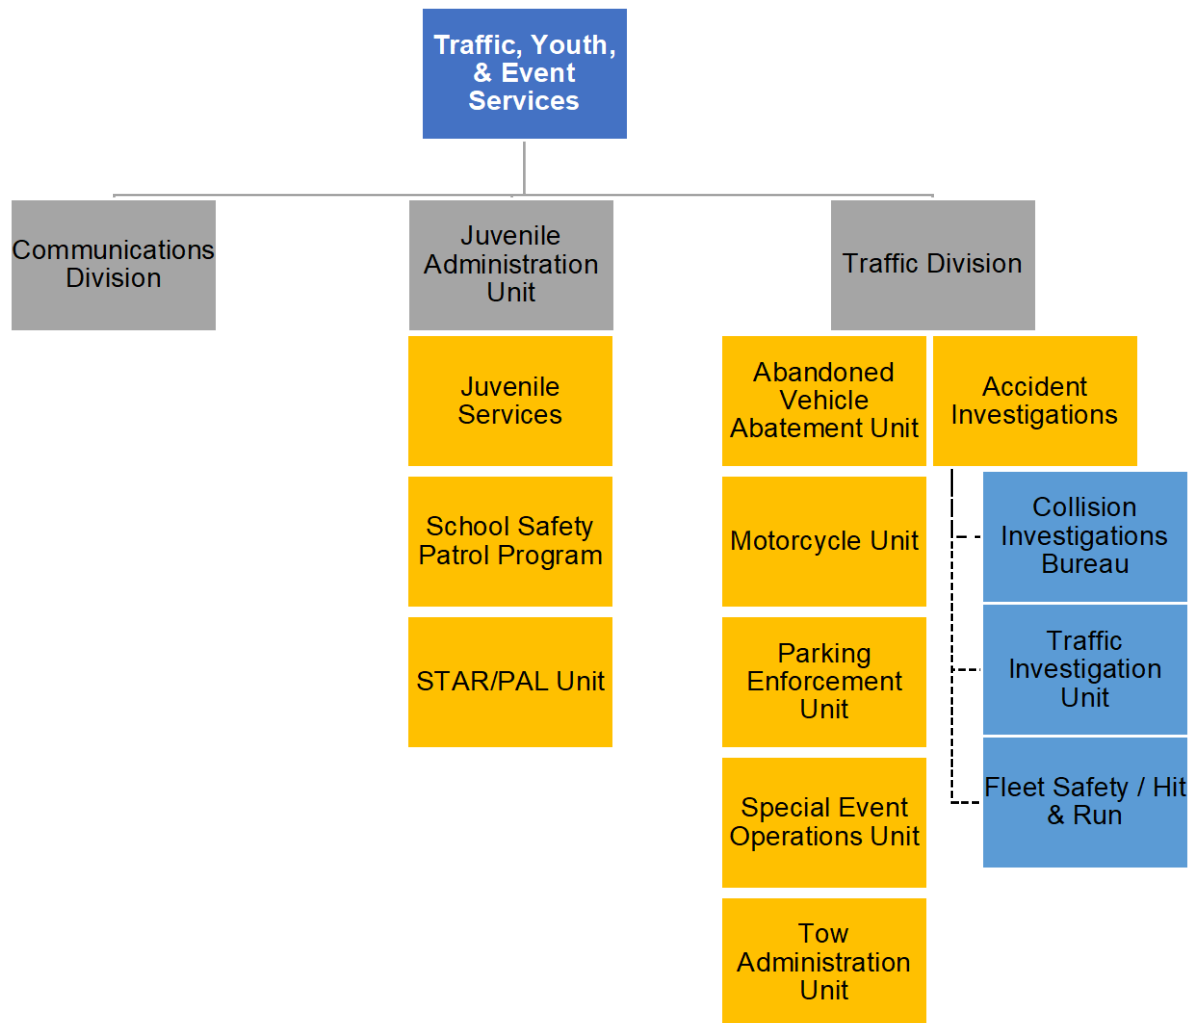 Traffic, Youth,
& Event
Services
Communications
Division
Juvenile
Administration
Unit
Traffic Division
Juvenile
Services
School Safety
Patrol Program
STAR/PAL Unit
Abandoned
Vehicle
Abatement Unit
Motorcycle Unit
Parking
Enforcement
Unit
Special Event
Operations Unit
Tow
Administration
Unit
Accident
Investigations
Collision
Investigations
Bureau
Traffic
Investigation
Unit
Fleet Safety / Hit
& Run